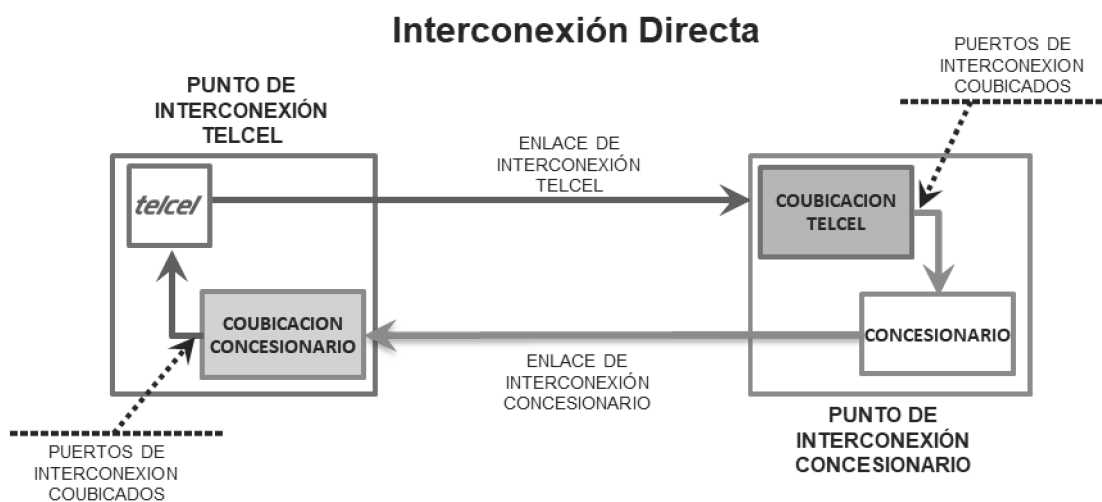 Interconexión Directa
PUERTOS DE
INTERCONEXION
COUBICADOS
PUNTO DE
INTERCONEXIÓN
TELCEL
ENLACE DE
INTERCONEXIÓN
TELCEL
telcel
COUBICACION
TELCEL
COUBICACION
CONCESIONARIO
CONCESIONARIO
ENLACE DE
INTERCONEXIÓN
CONCESIONARIO
PUNTO DE
INTERCONEXIÓN
CONCESIONARIO
PUERTOS DE
INTERCONEXION
COUBICADOS